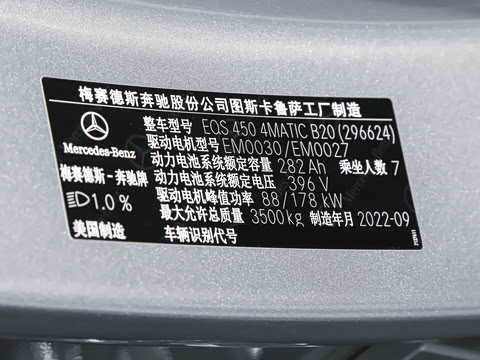 梅赛德斯奔驰股份公司图斯卡鲁萨工厂制造
整车型号 EQS 450 4MATIC B20 (296624)
驱动电机型号 EM0030/EM0027
动力电池系统额定容量 282 Ah 乘坐人数 7
动力电池系统额定电压 396 V
驱动电机峰值功率 88/178 kW
最大允许总质量 3500kg 制造年月 2022-09
车辆识别代号
Mercedes-Benz
梅赛德斯-奔驰牌
1.0 %
美国制造